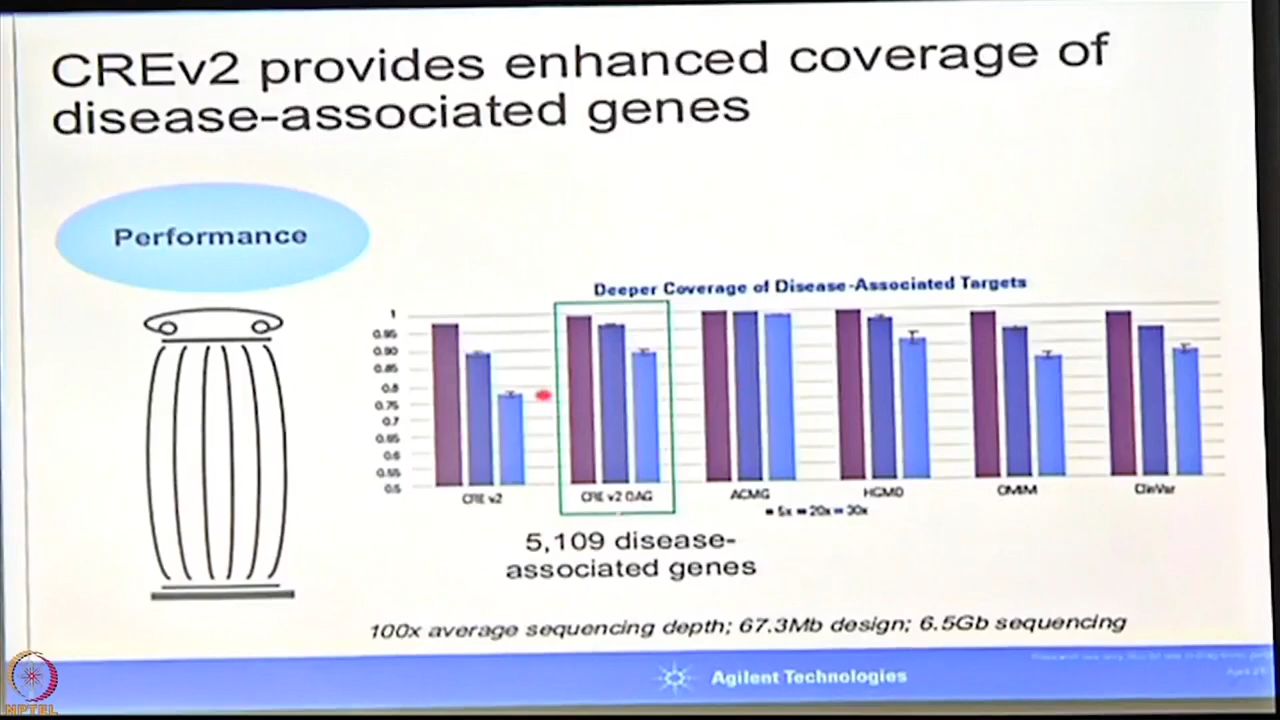 CREv2 provides enhanced coverage of
disease-associated genes
Performance
Deeper Coverage of Disease-Associated Targets
1
0.95
0.90
0.85
0.8
0.75
0.7
0.65
0.6
0.55
0.5
CRE v2
CRE v2 DAG
ACMG
HGMD
OMIM
ClinVar
5x 20x 30x
5,109 disease-
associated genes
100x average sequencing depth; 67.3Mb design; 6.5Gb sequencing
Agilent Technologies
NPTEL